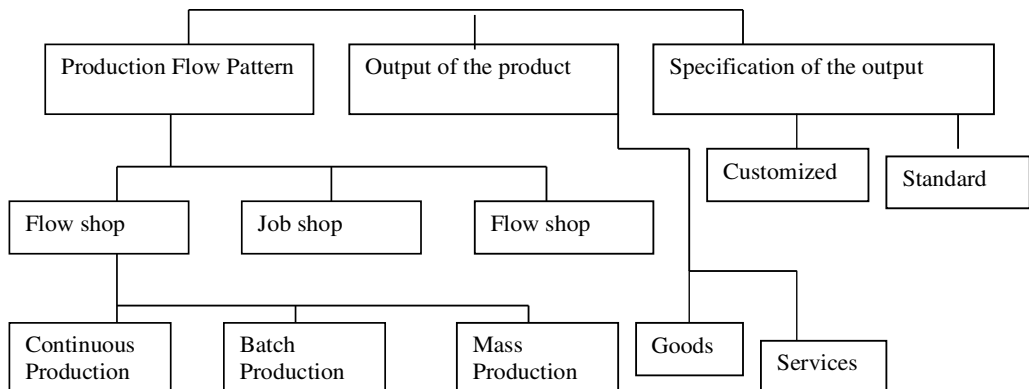 Production Flow Pattern
Output of the product
Specification of the output
Customized
Standard
Flow shop
Job shop
Flow shop
Continuous
Production
Batch
Production
Mass
Production
Goods
Services